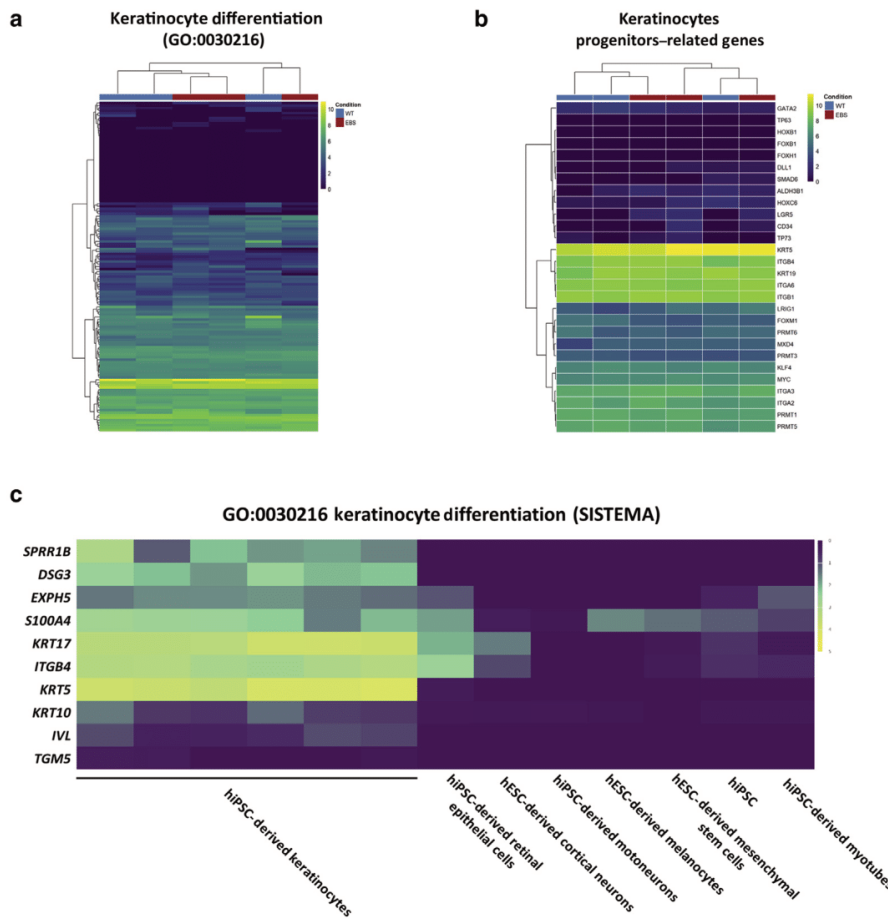 a
Keratinocyte differentiation
(GO:0030216)
Condition
WT
EBS
10
8
6
4
2
0
b
Keratinocytes
progenitors–related genes
Condition
WT
EBS
10
8
6
4
2
0
GATA2
TP63
HOXB1
FOXB1
FOXH1
DLL1
SMAD6
ALDH3B1
HOXC6
LGR5
CD34
TP73
KRT5
ITGB4
KRT19
ITGA6
ITGB1
LRIG1
FOXM1
PRMT6
MXD4
PRMT3
KLF4
MYC
ITGA3
ITGA2
PRMT1
PRMT5
c
GO:0030216 keratinocyte differentiation (SISTEMA)
SPRR1B
DSG3
EXPH5
S100A4
KRT17
ITGB4
KRT5
KRT10
IVL
TGM5
hiPSC-derived keratinocytes
hiPSC-derived retinal
epithelial cells
hESC-derived cortical neurons
hiPSC-derived motoneurons
hESC-derived melanocytes
hESC-derived mesenchymal
stem cells
hiPSC
hiPSC-derived myotubes